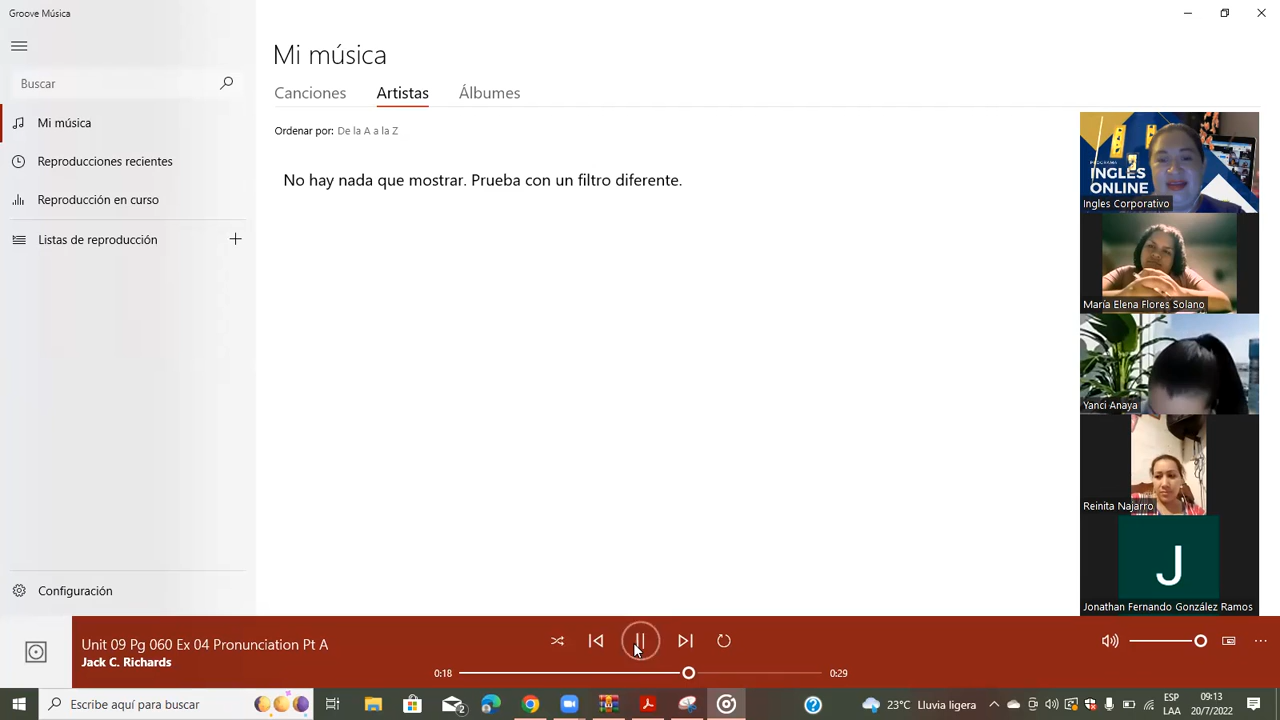 Groove Música
Buscar
Mi música
Reproducciones recientes
Reproducción en curso
Listas de reproducción
Configuración
Mi música
Canciones Artistas Álbumes
Ordenar por: De la A a la Z
No hay nada que mostrar. Prueba con un filtro diferente.
PROGRAMA
INGLES
ONLINE
Ingles Corporativo
María Elena Flores Solano
Yanci Anaya
Reinita Najarro
J
Jonathan Fernando González Ramos
Unit 09 Pg 060 Ex 04 Pronunciation Pt A
Jack C. Richards
0:18
0:29
Escribe aquí para buscar
2
23°C Lluvia ligera
ESP
LAA
09:13
20/7/2022